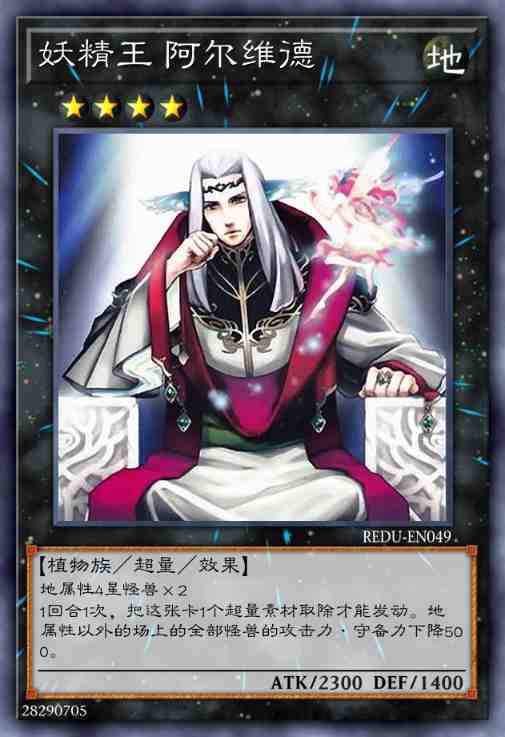 妖精王 阿尔维德
地
REDU-EN049
【植物族／超量／效果】
地属性4星怪兽×2
1回合1次，把这张卡1个超量素材取除才能发动。地
属性以外的场上的全部怪兽的攻击力·守备力下降50
0。
ATK/2300 DEF/1400
28290705